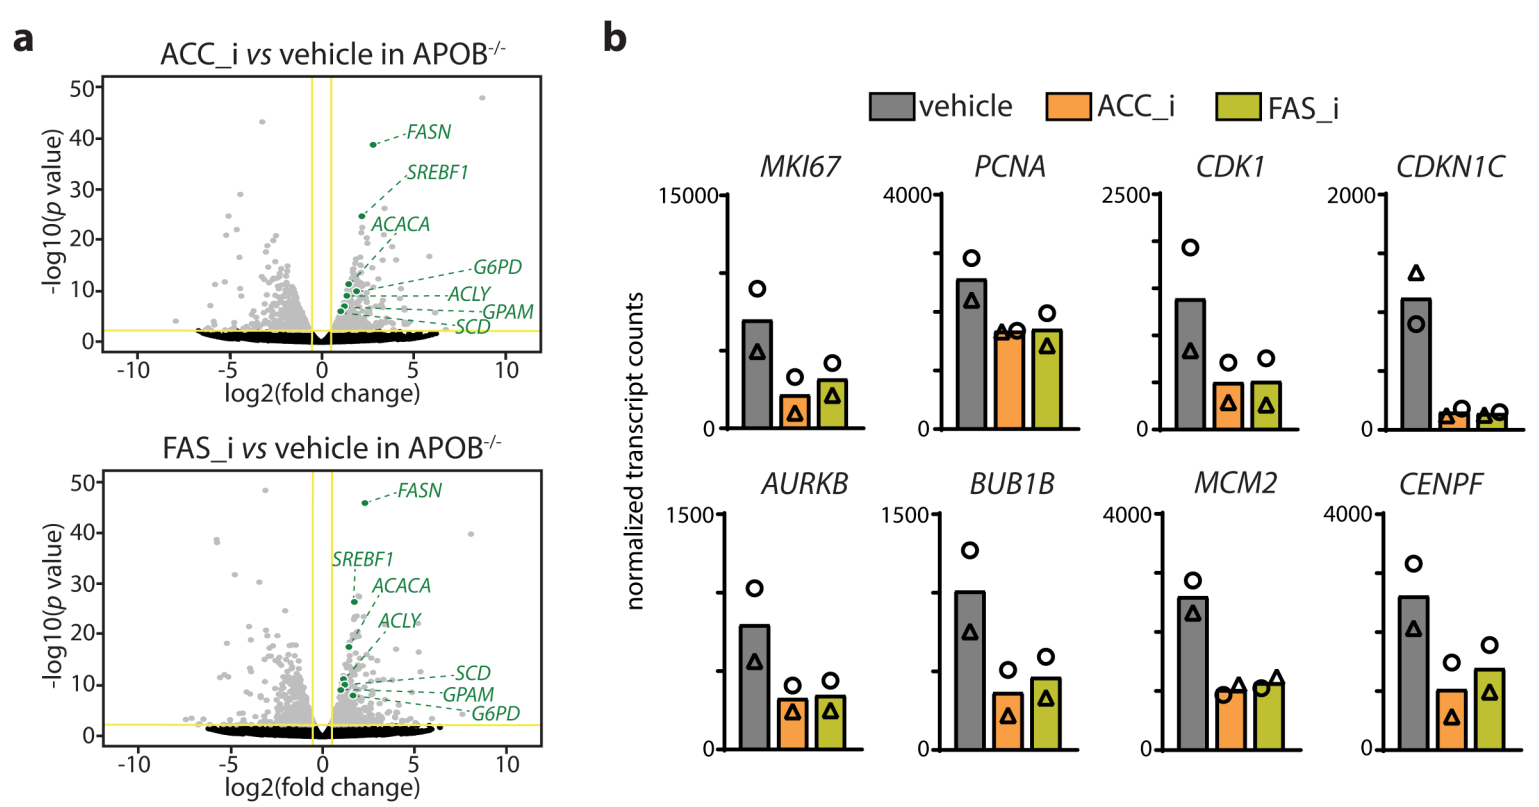 a
ACC_i vs vehicle in APOB-/-
-log10(p value)
50
40
30
20
10
0
FASN
SREBF1
ACACA
G6PD
ACLY
GPAM
SCD
-10 -5 0 5 10
log2(fold change)
FAS_i vs vehicle in APOB-/-
-log10(p value)
50
40
30
20
10
0
FASN
SREBF1
ACACA
ACLY
SCD
GPAM
G6PD
-10 -5 0 5 10
log2(fold change)
b
vehicle ACC_i FAS_i
normalized transcript counts
MKI67 PCNA CDK1 CDKN1C
15000 4000 2500 2000
0 0 0 0
AURKB BUB1B MCM2 CENPF
1500 1500 4000 4000
0 0 0 0